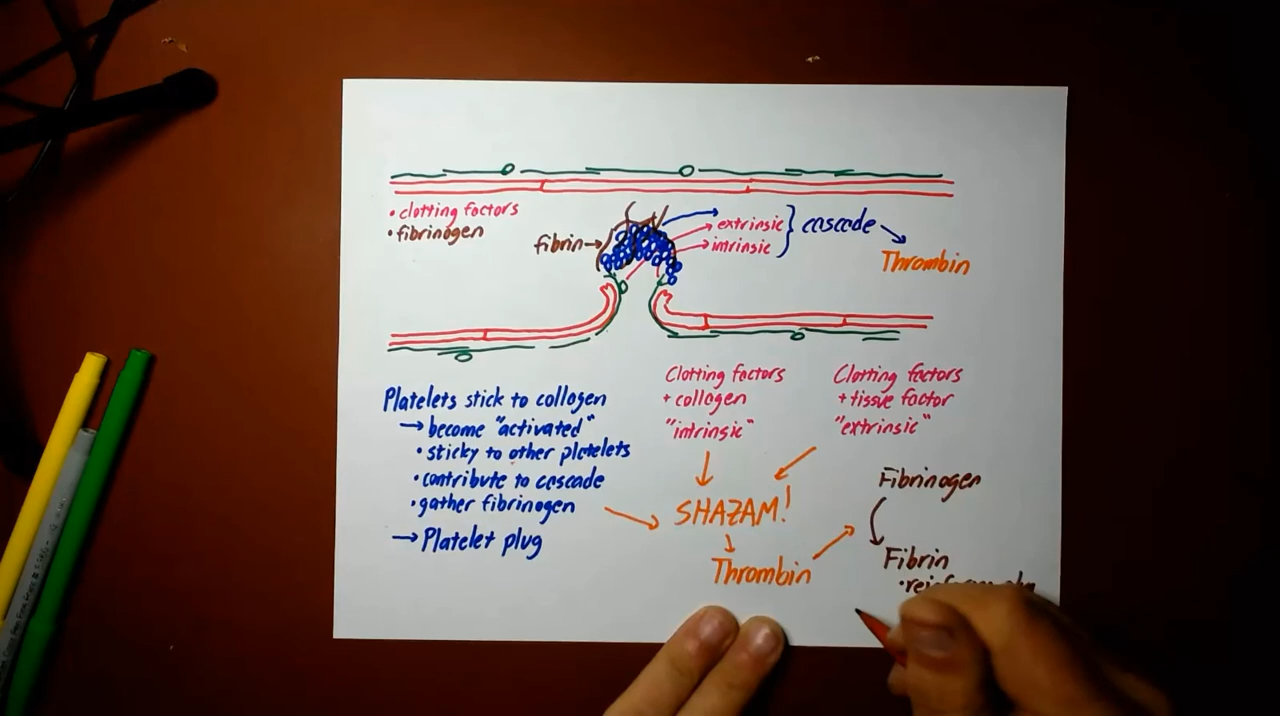 • clotting factors
• fibrinogen
fibrin
extrinsic
intrinsic
cascade
Thrombin
Platelets stick to collagen
→ become "activated"
• sticky to other platelets
• contribute to cascade
• gather fibrinogen
→ Platelet plug
Clotting factors
+ collagen
"intrinsic"
Clotting factors
+ tissue factor
"extrinsic"
SHAZAM!
Thrombin
Fibrinogen
Fibrin